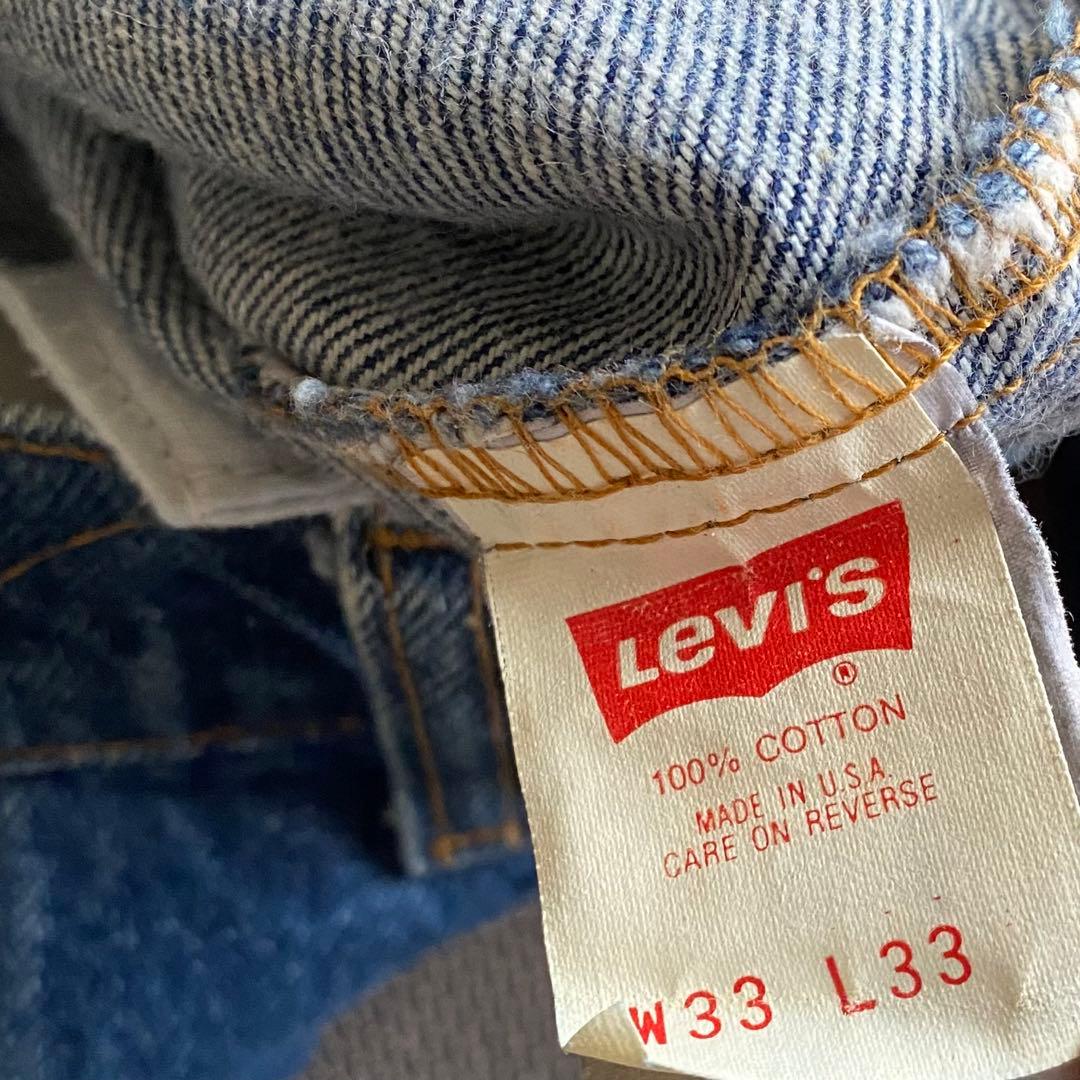 Levi's
®
100% COTTON
MADE IN U.S.A.
CARE ON REVERSE
W33 L33